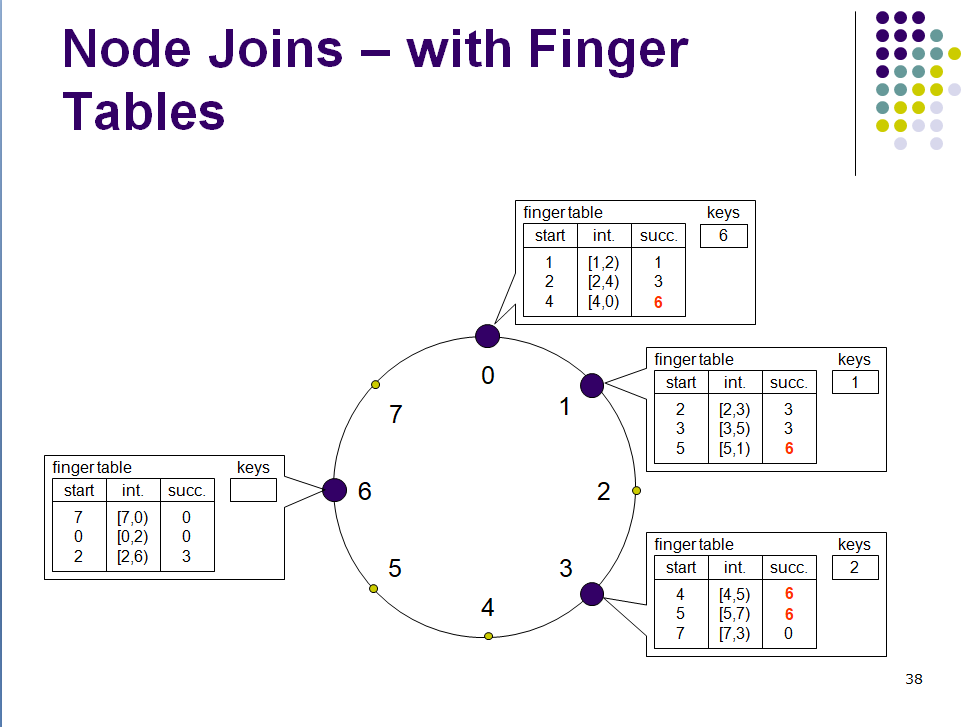 Node Joins – with Finger
Tables
finger table keys
start int. succ. 6
1 [1,2) 1
2 [2,4) 3
4 [4,0) 6
finger table keys
start int. succ. 1
2 [2,3) 3
3 [3,5) 3
5 [5,1) 6
0
1
7
finger table keys
start int. succ.
7 [7,0) 0
0 [0,2) 0
2 [2,6) 3
6
2
finger table keys
start int. succ. 2
4 [4,5) 6
5 [5,7) 6
7 [7,3) 0
5
3
4
38